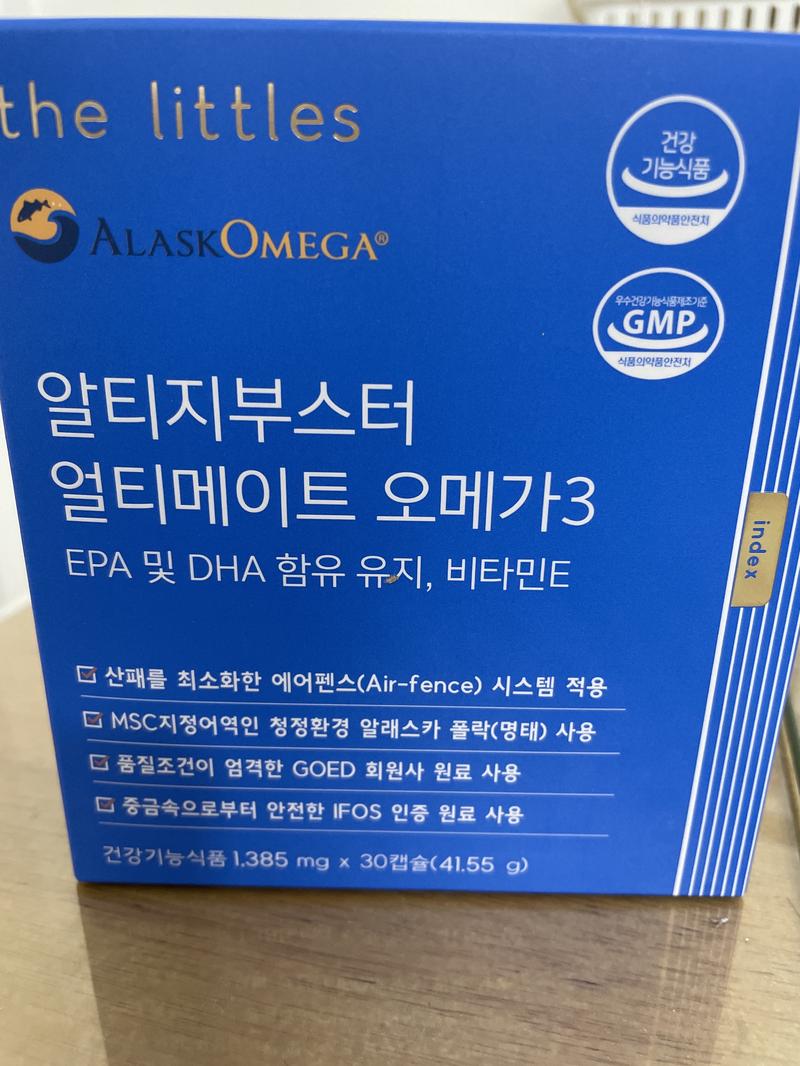 the littles
건강
기능식품
식품의약품안전처
ALASKOMEGA®
우수건강기능식품제조기준
GMP
식품의약품안전처
알티지부스터
얼티메이트 오메가3
EPA 및 DHA 함유 유지, 비타민E
index
산패를 최소화한 에어펜스(Air-fence) 시스템 적용
MSC지정어역인 청정환경 알래스카 폴락(명태) 사용
품질조건이 엄격한 GOED 회원사 원료 사용
중금속으로부터 안전한 IFOS 인증 원료 사용
건강기능식품 1,385 mg x 30캡슐(41.55 g)